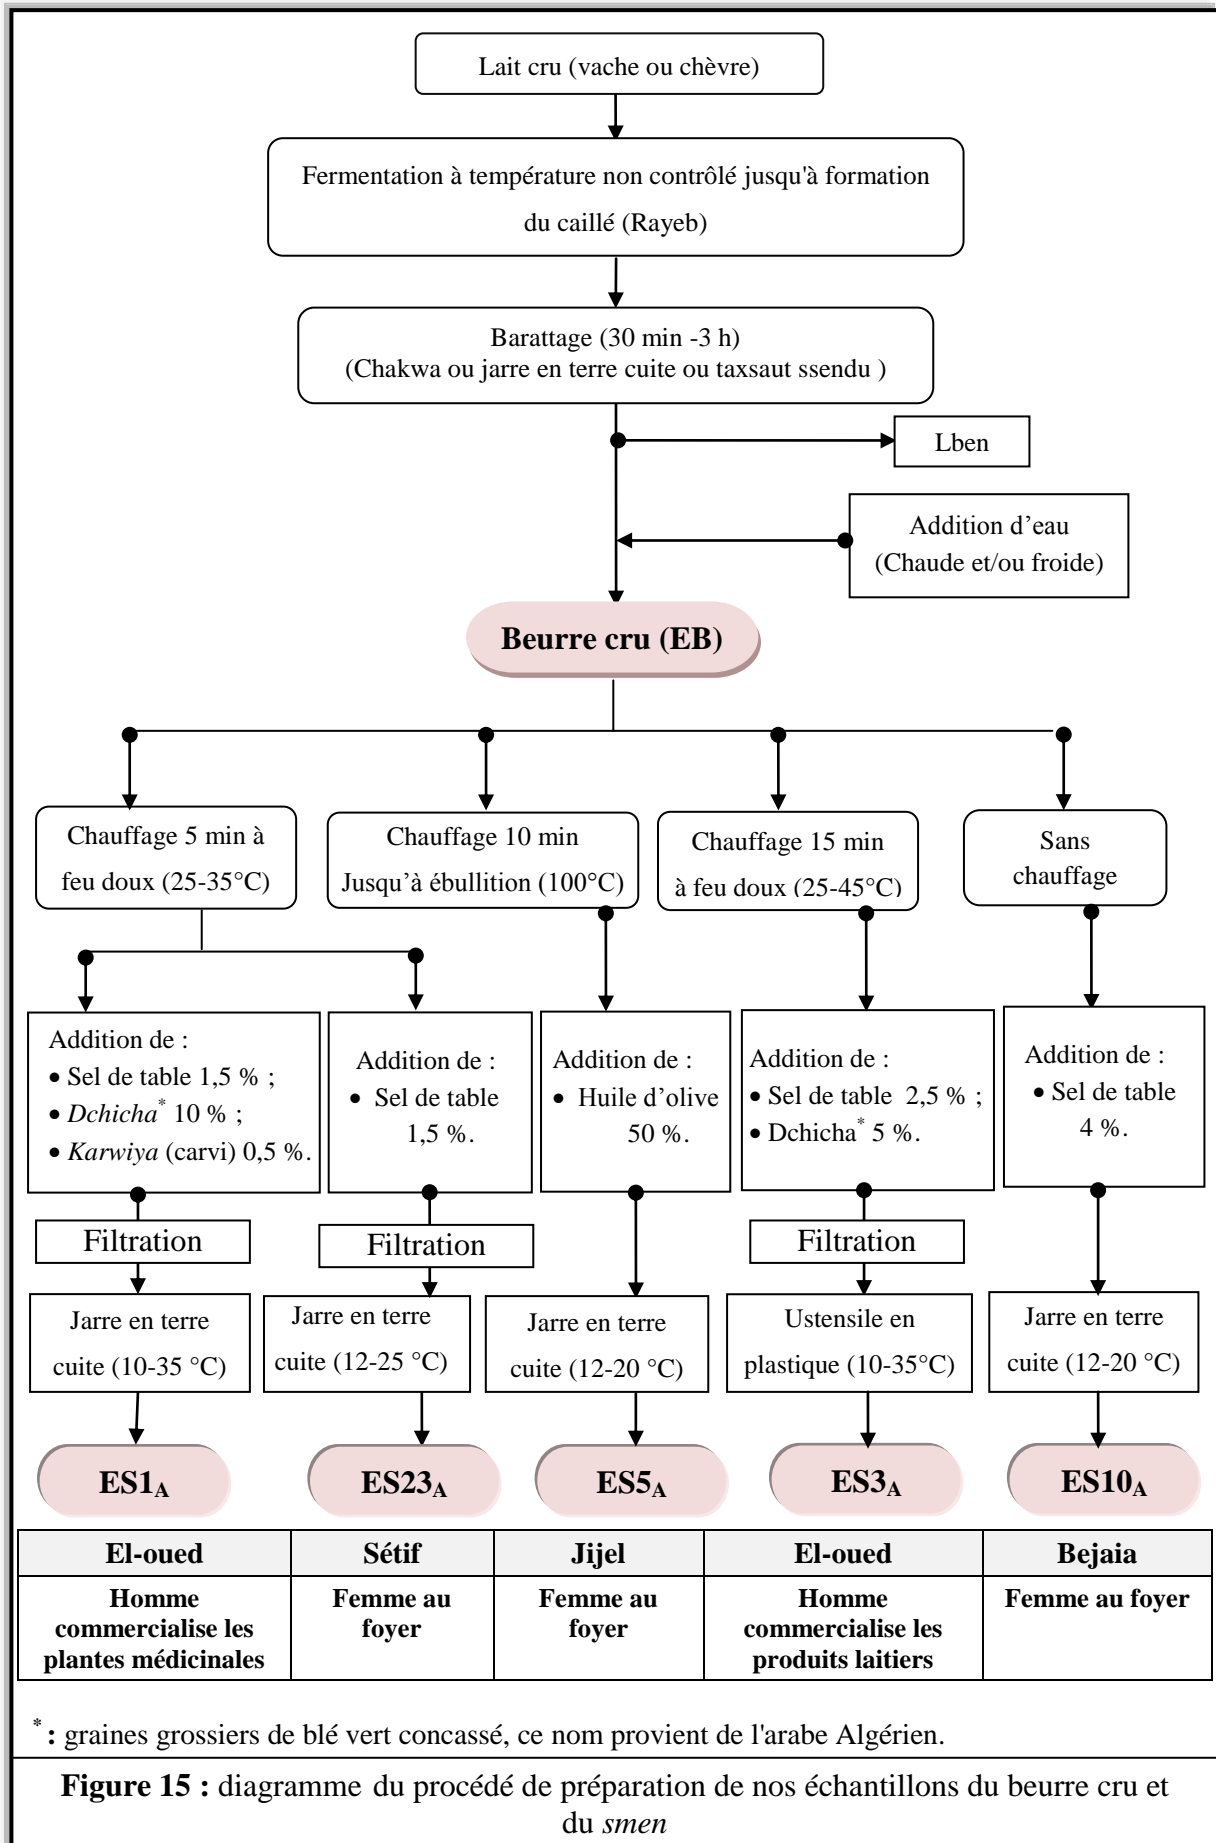 Lait cru (vache ou chèvre)
Fermentation à température non contrôlé jusqu'à formation
du caillé (Rayeb)
Barattage (30 min -3 h)
(Chakwa ou jarre en terre cuite ou taxsaut ssendu )
Lben
Addition d’eau
(Chaude et/ou froide)
Beurre cru (EB)
Chauffage 5 min à
feu doux (25-35°C)
Chauffage 10 min
Jusqu’à ébullition (100°C)
Chauffage 15 min
à feu doux (25-45°C)
Sans
chauffage
Addition de :
• Sel de table 1,5 % ;
• Dchicha* 10 % ;
• Karwiya (carvi) 0,5 %.
Addition de :
• Sel de table
1,5 %.
Addition de :
• Huile d’olive
50 %.
Addition de :
• Sel de table 2,5 % ;
• Dchicha* 5 %.
Addition de :
• Sel de table
4 %.
Filtration
Filtration
Filtration
Jarre en terre
cuite (10-35 °C)
Jarre en terre
cuite (12-25 °C)
Jarre en terre
cuite (12-20 °C)
Ustensile en
plastique (10-35°C)
Jarre en terre
cuite (12-20 °C)
ES1A
ES23A
ES5A
ES3A
ES10A
El-oued
Sétif
Jijel
El-oued
Bejaia
Homme
commercialise les
plantes médicinales
Femme au
foyer
Femme au
foyer
Homme
commercialise les
produits laitiers
Femme au foyer
* : graines grossiers de blé vert concassé, ce nom provient de l'arabe Algérien.
Figure 15 : diagramme du procédé de préparation de nos échantillons du beurre cru et
du smen